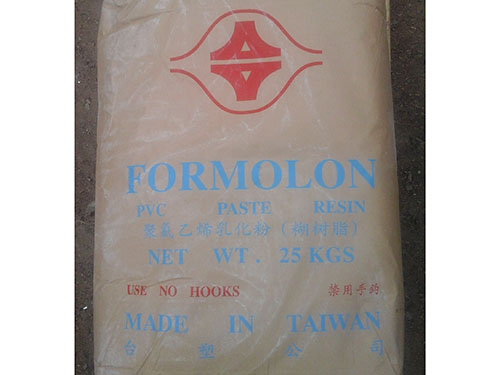 FORMOLON
PVC PASTE RESIN
聚氯乙烯乳化粉（糊树脂）
NET WT. 25 KGS
USE NO HOOKS 禁用手鈎
MADE IN TAIWAN
台塑公司